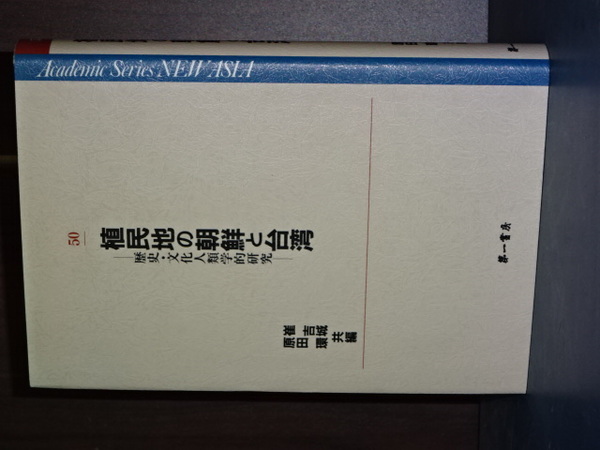 Academic Series NEW ASIA
50
植民地の朝鮮と台湾
歴史・文化人類学的研究
崔吉城
原田環
共編
第一書房